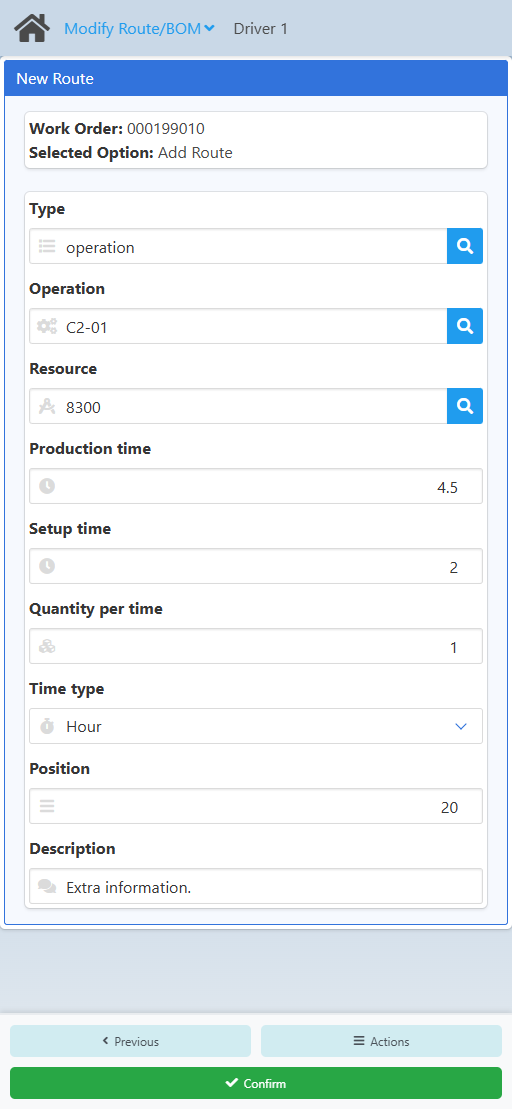 Modify Route/BOM Driver 1
New Route
Work Order: 000199010
Selected Option: Add Route
Type
operation
Operation
C2-01
Resource
8300
Production time
4.5
Setup time
2
Quantity per time
1
Time type
Hour
Position
20
Description
Extra information.
Previous Actions
Confirm